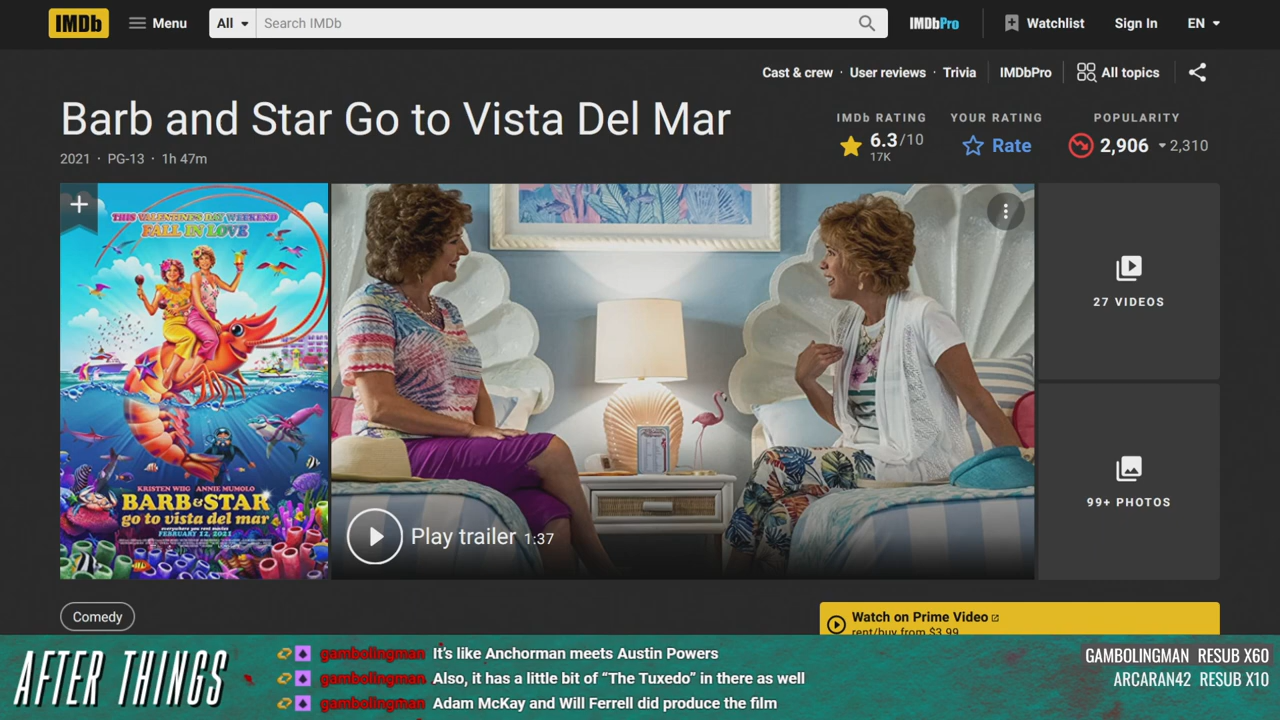 IMDb
Menu
All
Search IMDb
IMDbPro
Watchlist
Sign In
EN
Cast & crew · User reviews · Trivia
IMDbPro
All topics
Barb and Star Go to Vista Del Mar
2021 · PG-13 · 1h 47m
IMDb RATING
6.3/10
17K
YOUR RATING
Rate
POPULARITY
2,906
2,310
THIS VALENTINE'S DAY WEEKEND
FALL IN LOVE
KRISTEN WIIG ANNIE MUMOLO
BARB & STAR
go to vista del mar
FEBRUARY 12, 2021
Play trailer 1:37
27 VIDEOS
99+ PHOTOS
Comedy
Watch on Prime Video
rent/buy from $3.99
AFTER THINGS
gambolingman It's like Anchorman meets Austin Powers
gambolingman Also, it has a little bit of “The Tuxedo” in there as well
gambolingman Adam McKay and Will Ferrell did produce the film
GAMBOLINGMAN RESUB X60
ARCARAN42 RESUB X10